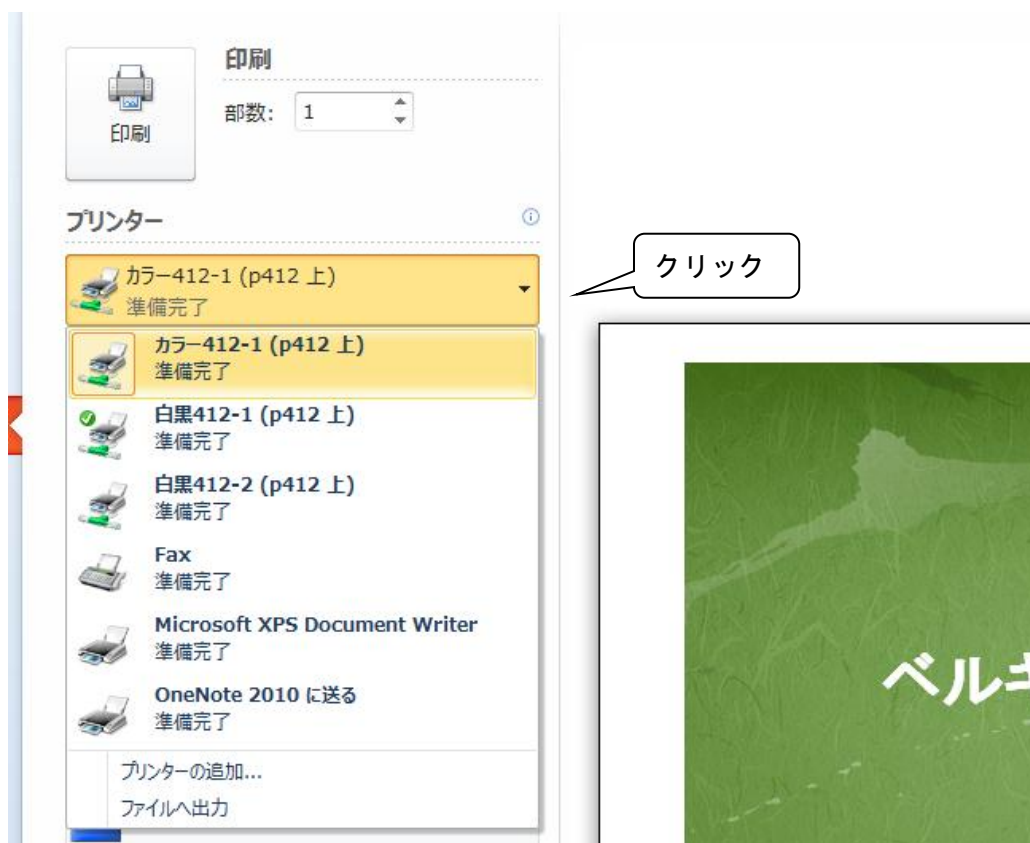 印刷
部数: 1
印刷
プリンター
カラー412-1 (p412 上)
準備完了
クリック
カラー412-1 (p412 上)
準備完了
白黒412-1 (p412 上)
準備完了
白黒412-2 (p412 上)
準備完了
Fax
準備完了
Microsoft XPS Document Writer
準備完了
OneNote 2010 に送る
準備完了
プリンターの追加...
ファイルへ出力
ベルギ